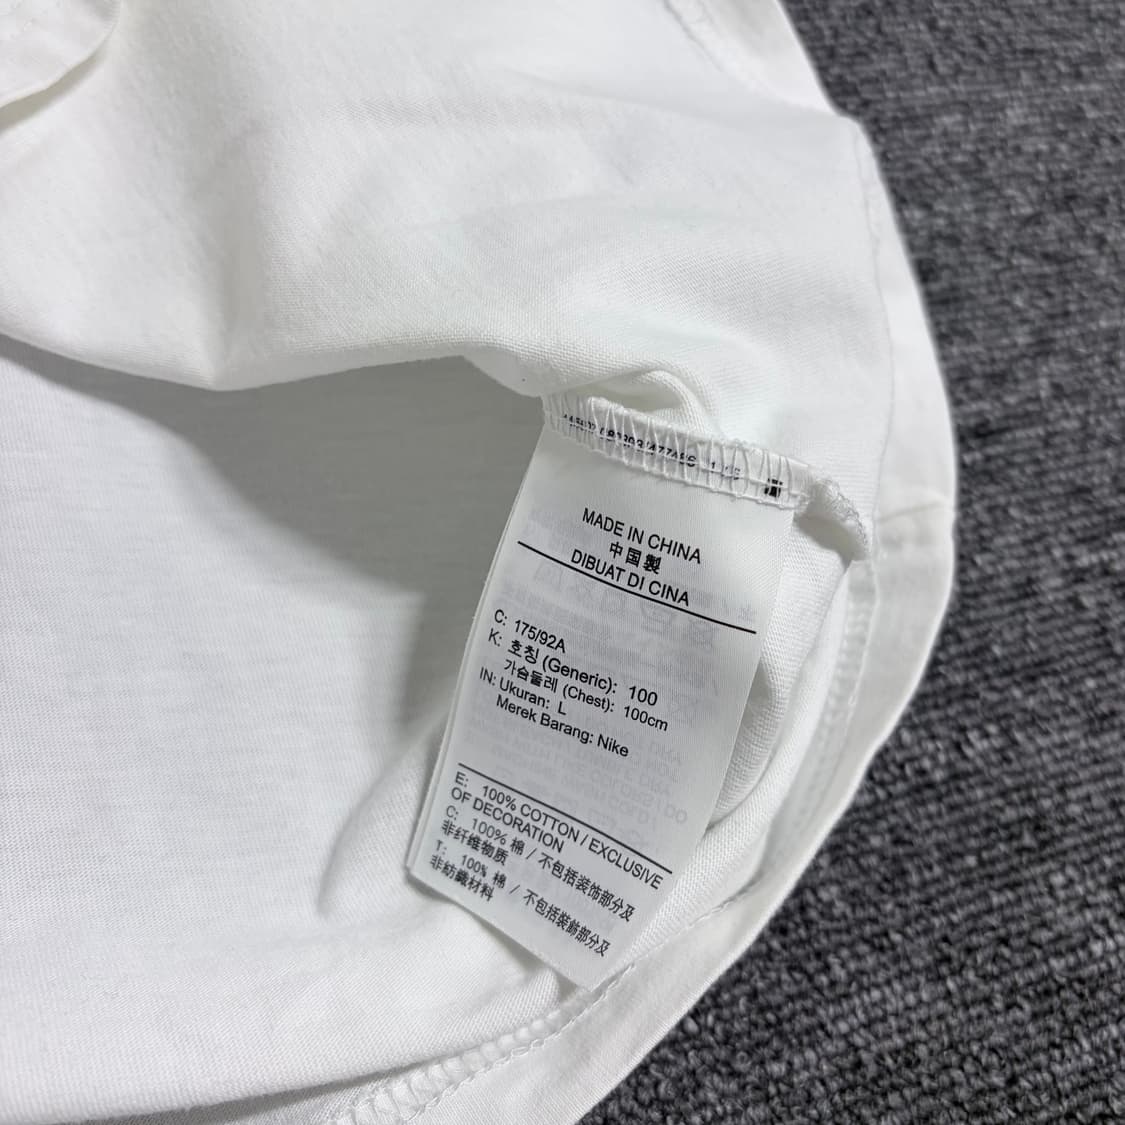 MADE IN CHINA
中国製
DIBUAT DI CINA
C: 175/92A
K: 호칭 (Generic): 100
가슴둘레 (Chest): 100cm
IN: Ukuran: L
Merek Barang: Nike
E: 100% COTTON / EXCLUSIVE
OF DECORATION
C: 100% 棉 / 不包括装饰部分及
非纤维物质
T: 100% 棉 / 不包括裝飾部分及
非紡織材料